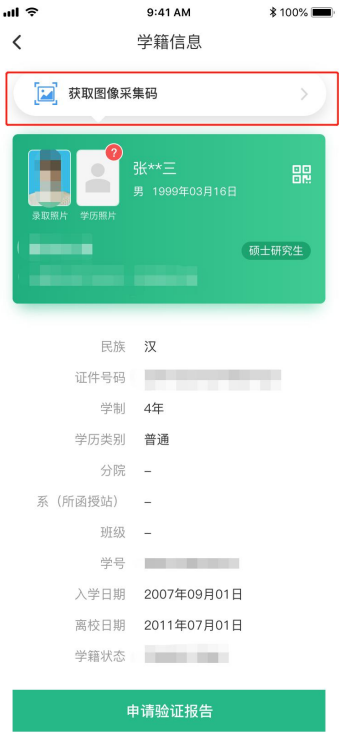 9:41 AM
100%
学籍信息
获取图像采集码
?
张**三
男 1999年03月16日
录取照片 学历照片
硕士研究生
民族 汉
证件号码
学制 4年
学历类别 普通
分院 –
系（所函授站） –
班级 –
学号
入学日期 2007年09月01日
离校日期 2011年07月01日
学籍状态
申请验证报告